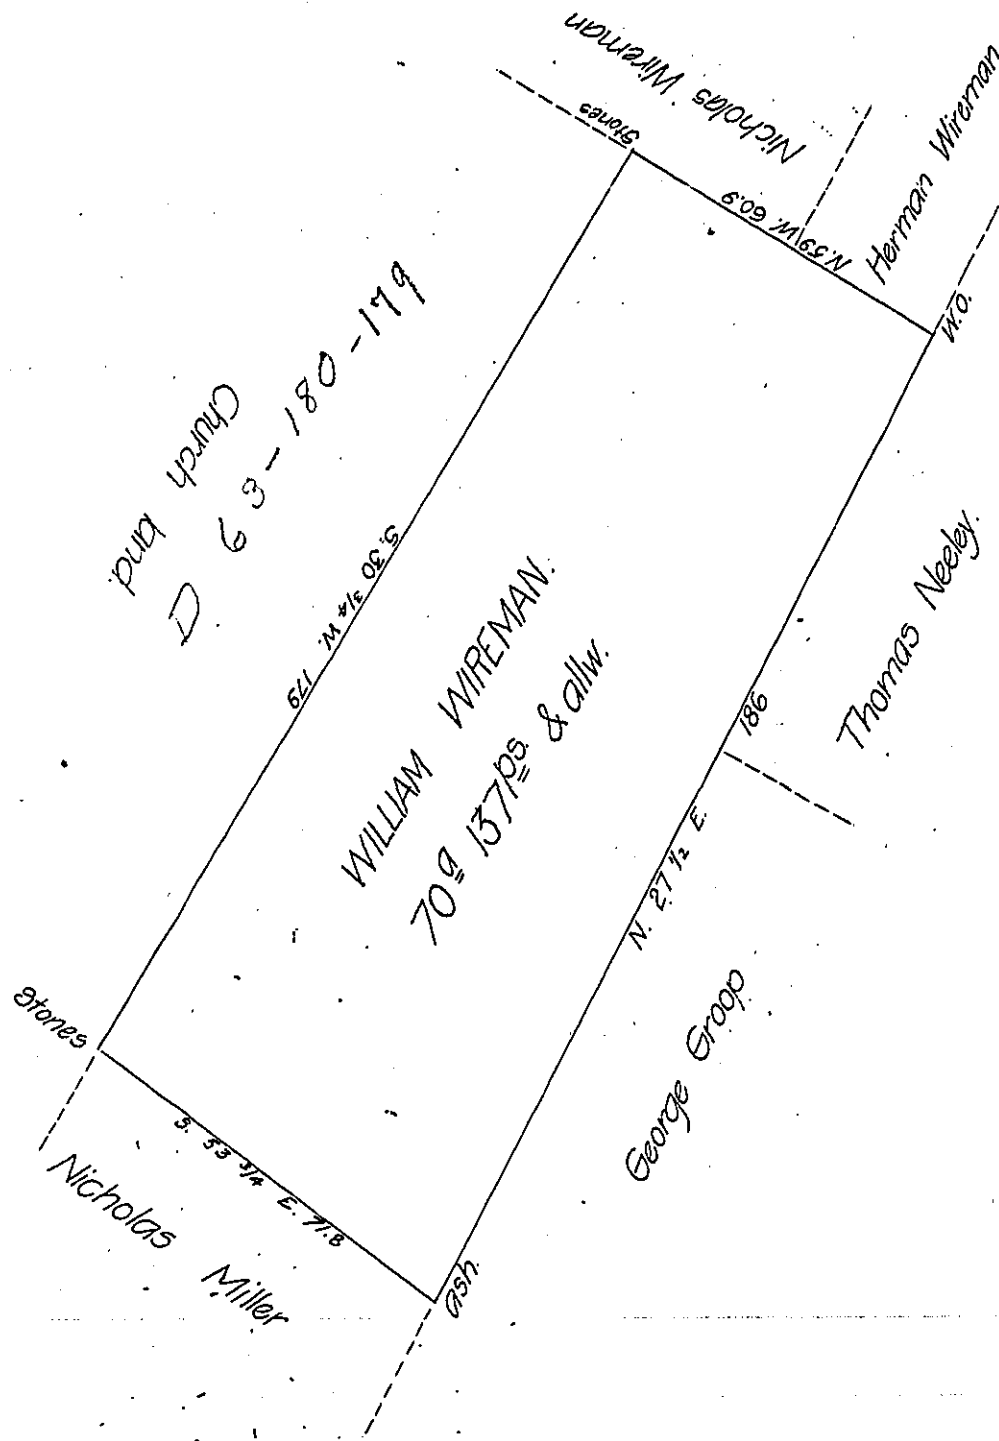 Nicholas Wireman
Herman Wireman
Stones
N. 59 W. 60.9
W.O.
Church land.
D 63-180-179
S. 30 3/4 W. 179
WILLIAM WIREMAN.
70a 137ps. & allw.
Thomas Neeley.
N. 27 1/2 E. 186
George Groop
Stones
S. 53 3/4 E. 71.8
Nicholas Miller
ash.